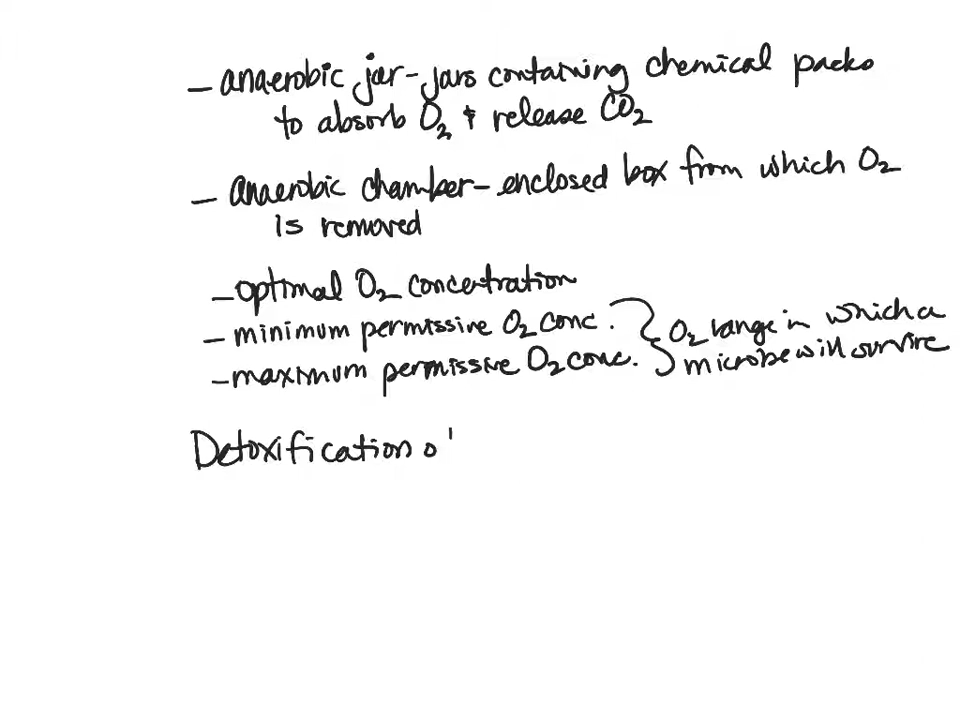 - anaerobic jar - jars containing chemical packs
to absorb O₂ & release CO₂
- anaerobic chamber - enclosed box from which O₂
is removed
- optimal O₂ concentration
- minimum permissive O₂ conc. } O₂ range in which a
- maximum permissive O₂ conc. } microbe will survive
Detoxification o